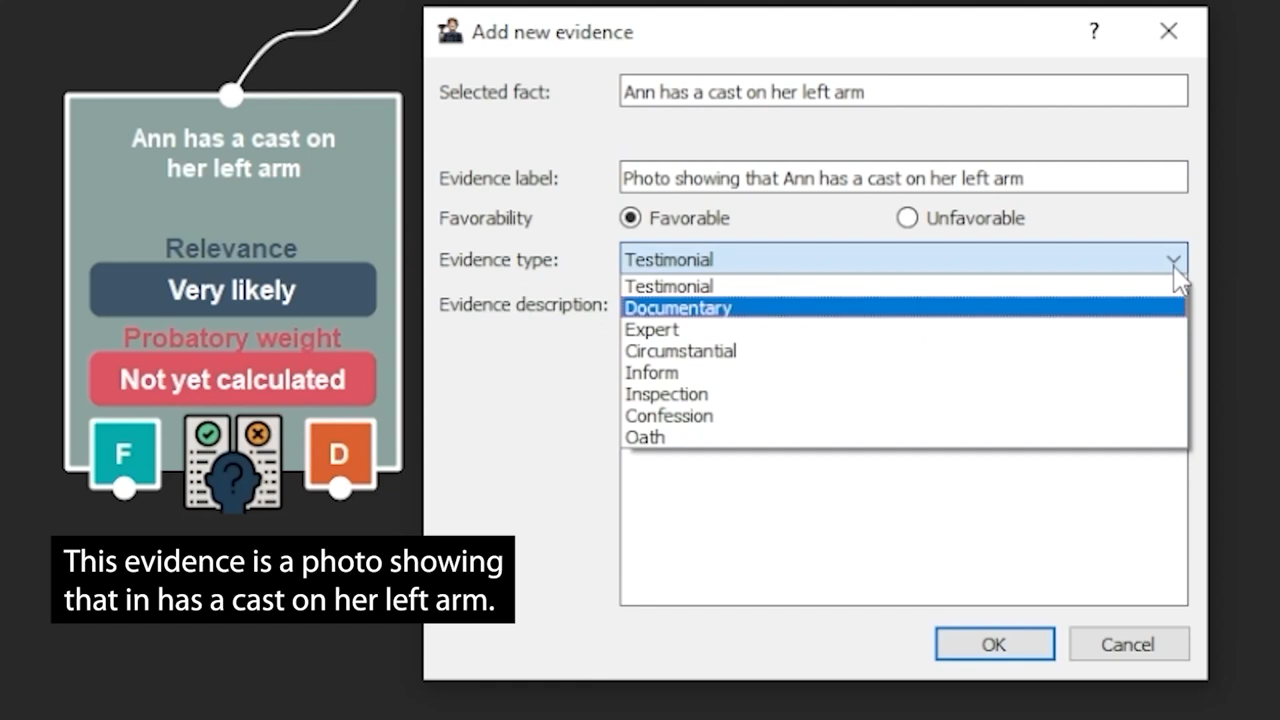 Ann has a cast on
her left arm
Relevance
Very likely
Probatory weight
Not yet calculated
F
?
D
This evidence is a photo showing
that in has a cast on her left arm.
Add new evidence
?
Selected fact:
Ann has a cast on her left arm
Evidence label:
Photo showing that Ann has a cast on her left arm
Favorability
Favorable
Unfavorable
Evidence type:
Testimonial
Testimonial
Documentary
Expert
Circumstantial
Inform
Inspection
Confession
Oath
Evidence description:
OK
Cancel